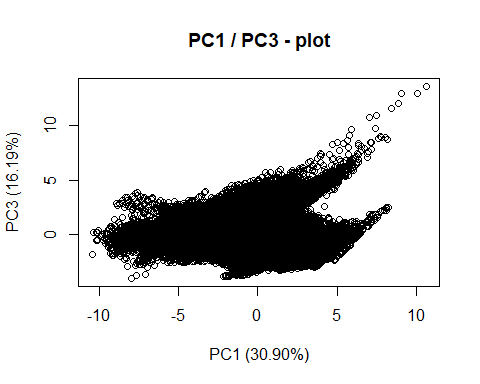 PC1 / PC3 - plot
PC3 (16.19%)
10
5
0
-10 -5 0 5 10
PC1 (30.90%)